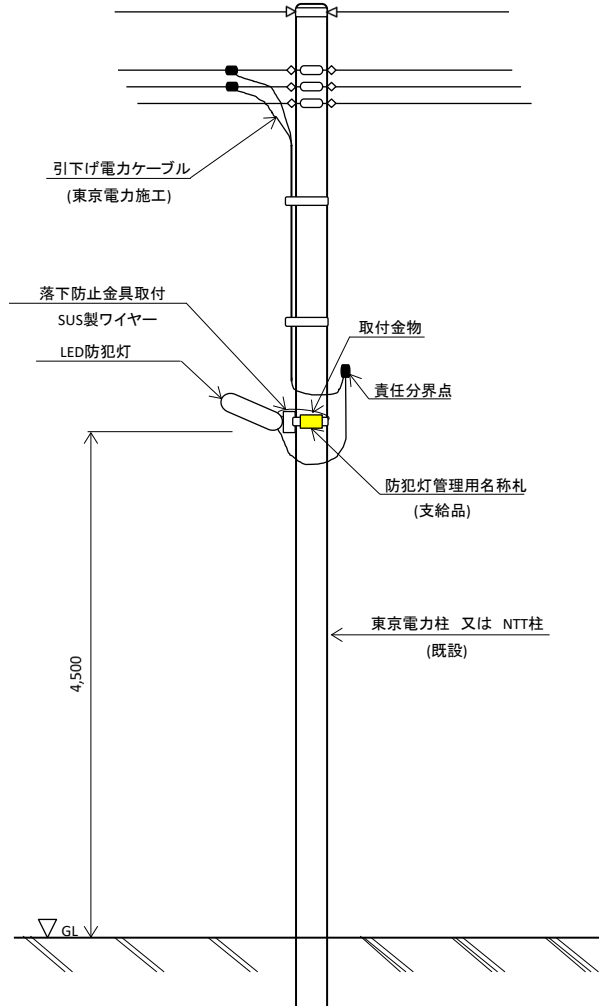 引下げ電力ケーブル
(東京電力施工)
落下防止金具取付
SUS製ワイヤー
LED防犯灯
取付金物
責任分界点
防犯灯管理用名称札
(支給品)
東京電力柱 又は NTT柱
(既設)
4,500
GL